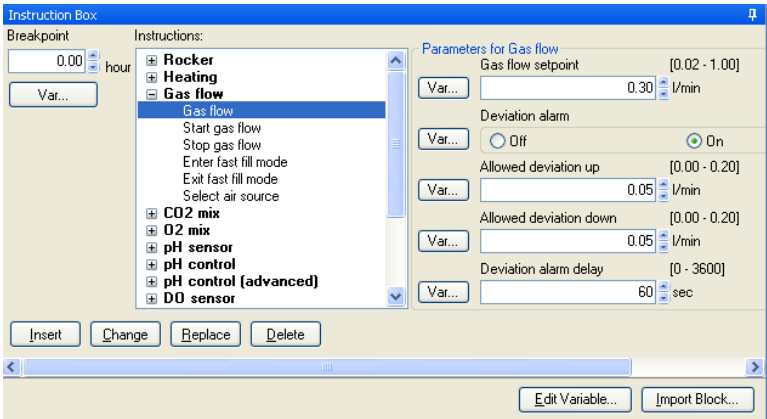 Instruction Box
Breakpoint
0.00 hour
Var...
Instructions:
Rocker
Heating
Gas flow
Gas flow
Start gas flow
Stop gas flow
Enter fast fill mode
Exit fast fill mode
Select air source
CO2 mix
O2 mix
pH sensor
pH control
pH control (advanced)
DO sensor
Parameters for Gas flow
Gas flow setpoint [0.02 - 1.00]
Var... 0.30 l/min
Deviation alarm
Var... Off On
Allowed deviation up [0.00 - 0.20]
Var... 0.05 l/min
Allowed deviation down [0.00 - 0.20]
Var... 0.05 l/min
Deviation alarm delay [0 - 3600]
Var... 60 sec
Insert Change Replace Delete
Edit Variable... Import Block...